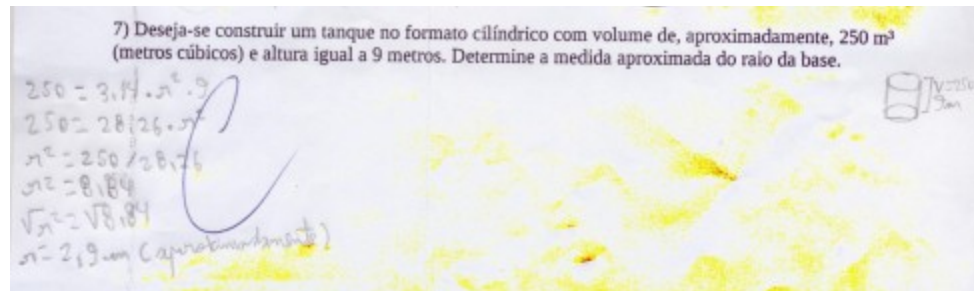 7) Deseja-se construir um tanque no formato cilíndrico com volume de, aproximadamente, 250 m³
(metros cúbicos) e altura igual a 9 metros. Determine a medida aproximada do raio da base.
250 = 3,14 . r² . 9
250 = 28,26 . r²
r² = 250 / 28,26
r² = 8,84
√r² = √8,84
r = 2,9 m (aproximadamente)
C
V=250
9m